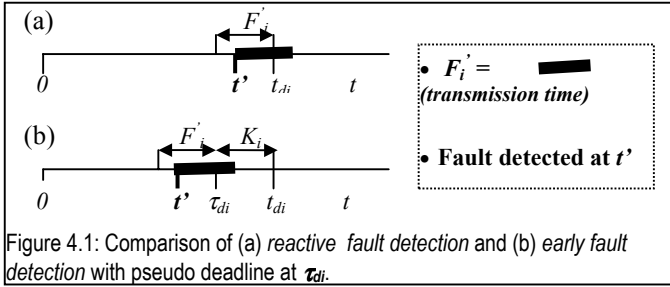 (a)
F'i
0 t' tdi t
(b)
F'i Ki
0 t' τdi tdi t
• Fi' =
(transmission time)
• Fault detected at t'
Figure 4.1: Comparison of (a) reactive fault detection and (b) early fault
detection with pseudo deadline at τdi.